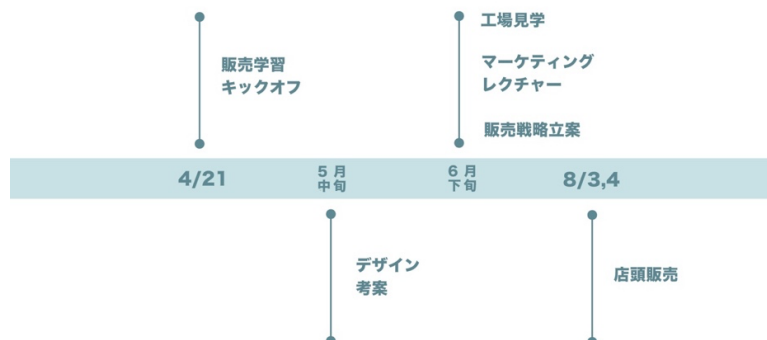 工場見学
販売学習
キックオフ
マーケティング
レクチャー
販売戦略立案
4/21
5月
中旬
6月
下旬
8/3,4
デザイン
考案
店頭販売